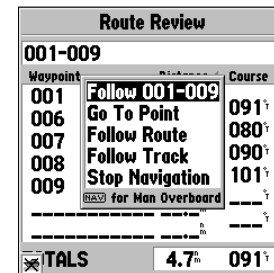 Route Review
001-009
Waypoint Course
001 Follow 001-009
006 Go To Point 091°
007 Follow Route 080°
008 Follow Track 090°
009 Stop Navigation 101°
NAV for Man Overboard
TALS 4.7 091°